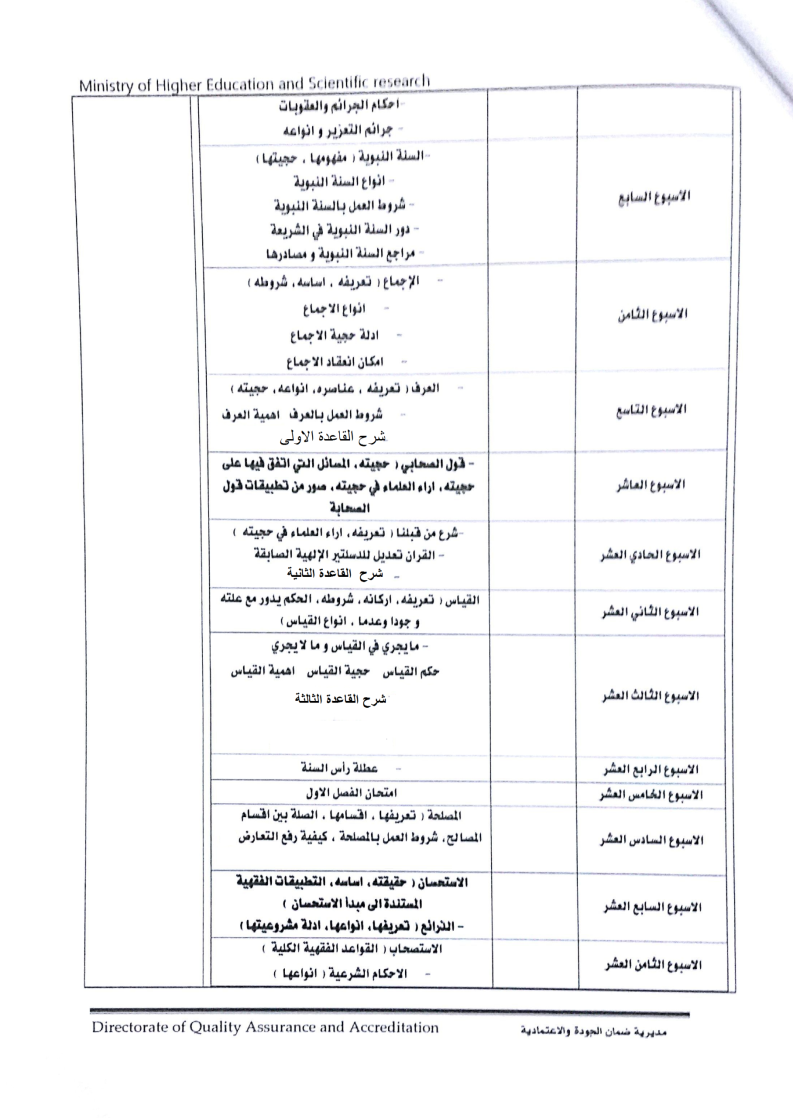 Ministry of Higher Education and Scientific research
-احكام الجرائم والعقوبات
- جرائم التعزير و انواعه
الاسبوع السابع
-السنة النبوية ( مفهومها ، حجيتها )
- انواع السنة النبوية
- شروط العمل بالسنة النبوية
- دور السنة النبوية في الشريعة
- مراجع السنة النبوية و مصادرها
الاسبوع الثامن
- الإجماع ( تعريفه ، اساسه، شروطه )
- انواع الاجماع
- ادلة حجية الاجماع
- امكان انعقاد الاجماع
الاسبوع التاسع
- العرف ( تعريفه ، عناصره، انواعه، حجيته )
- شروط العمل بالعرف اهمية العرف
شرح القاعدة الاولى
الاسبوع العاشر
- قول الصحابي ( حجيته، المسائل التي اتفق فيها على
حجيته ، اراء العلماء في حجيته، صور من تطبيقات قول
الصحابة
الاسبوع الحادي العشر
-شرع من قبلنا ( تعريفه، اراء العلماء في حجيته )
- القران تعديل للدسلتير الإلهية الصابقة
- شرح القاعدة الثانية
الاسبوع الثاني العشر
القياس ( تعريفه، اركانه، شروطه، الحكم يدور مع علته
و جودا وعدما ، انواع القياس )
الاسبوع الثالث العشر
- مايجري في القياس و ما لا يجري
حكم القياس حجية القياس اهمية القياس
شرح القاعدة الثالثة
الاسبوع الرابع العشر
- عطلة رأس السنة
الاسبوع الخامس العشر
امتحان الفصل الاول
الاسبوع السادس العشر
المصلحة ( تعريفها ، اقسامها ، الصلة بين اقسام
المصالح، شروط العمل بالمصلحة ، كيفية رفع التعارض
الاسبوع السابع العشر
الاستحسان ( حقيقته، اساسه، التطبيقات الفقهية
المستندة الى مبدأ الاستحسان )
- الذرائع ( تعريفها، انواعها، ادلة مشروعيتها )
الاسبوع الثامن العشر
الاستصحاب ( القواعد الفقهية الكلية )
- الاحكام الشرعية ( انواعها )
Directorate of Quality Assurance and Accreditation
مديرية ضمان الجودة والاعتمادية